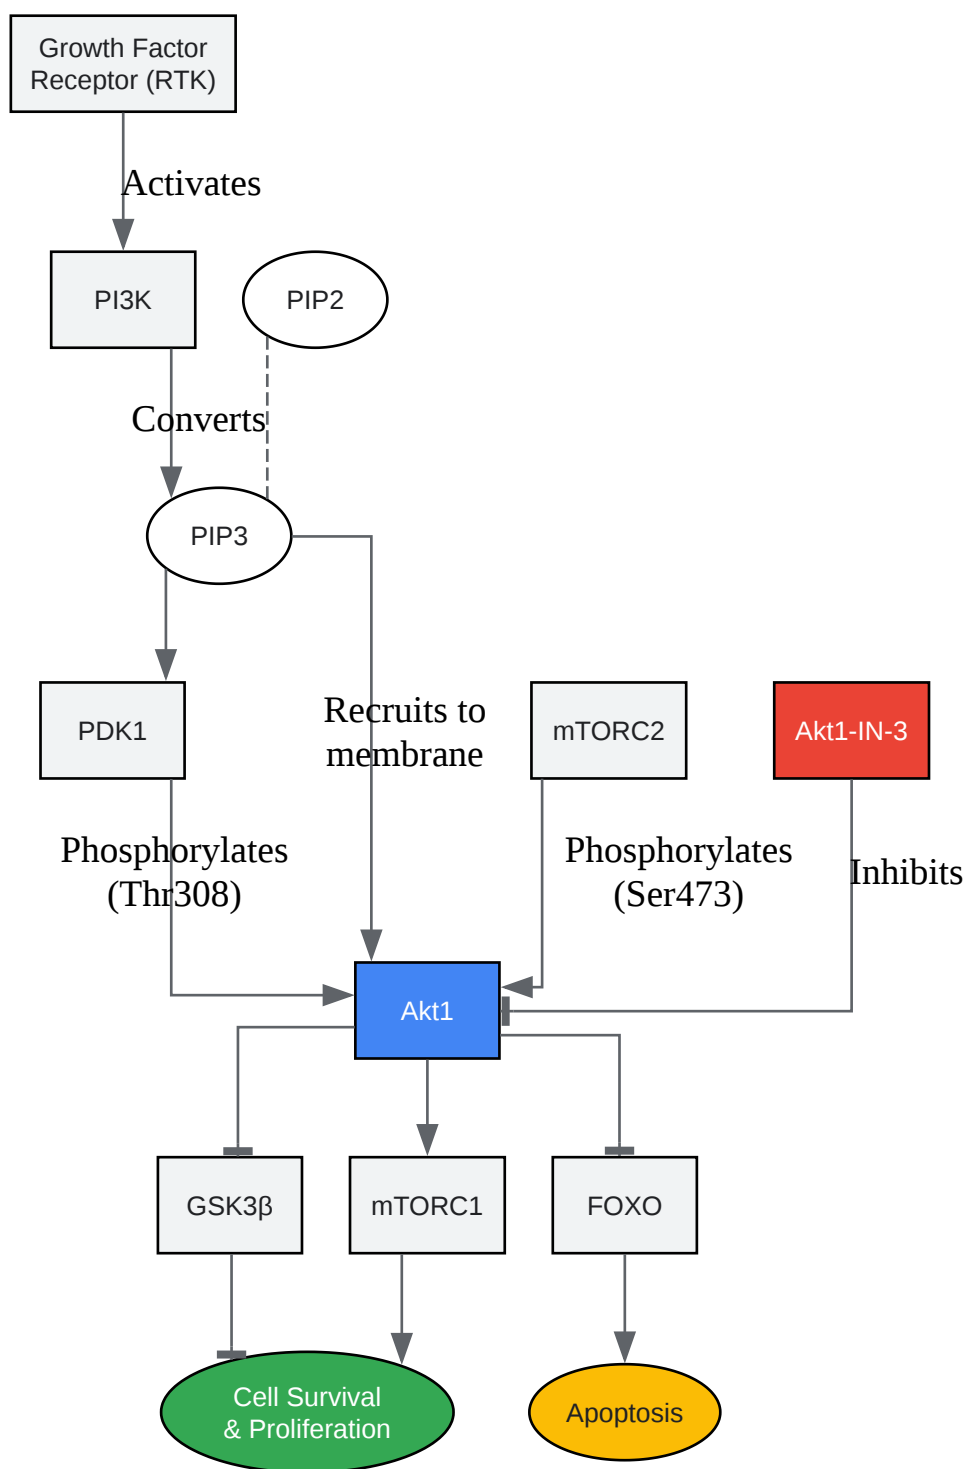 Growth Factor
Receptor (RTK)
Activates
PI3K
PIP2
Converts
PIP3
Recruits to
membrane
PDK1
mTORC2
Akt1-IN-3
Phosphorylates
(Thr308)
Phosphorylates
(Ser473)
Inhibits
Akt1
GSK3β
mTORC1
FOXO
Cell Survival
& Proliferation
Apoptosis